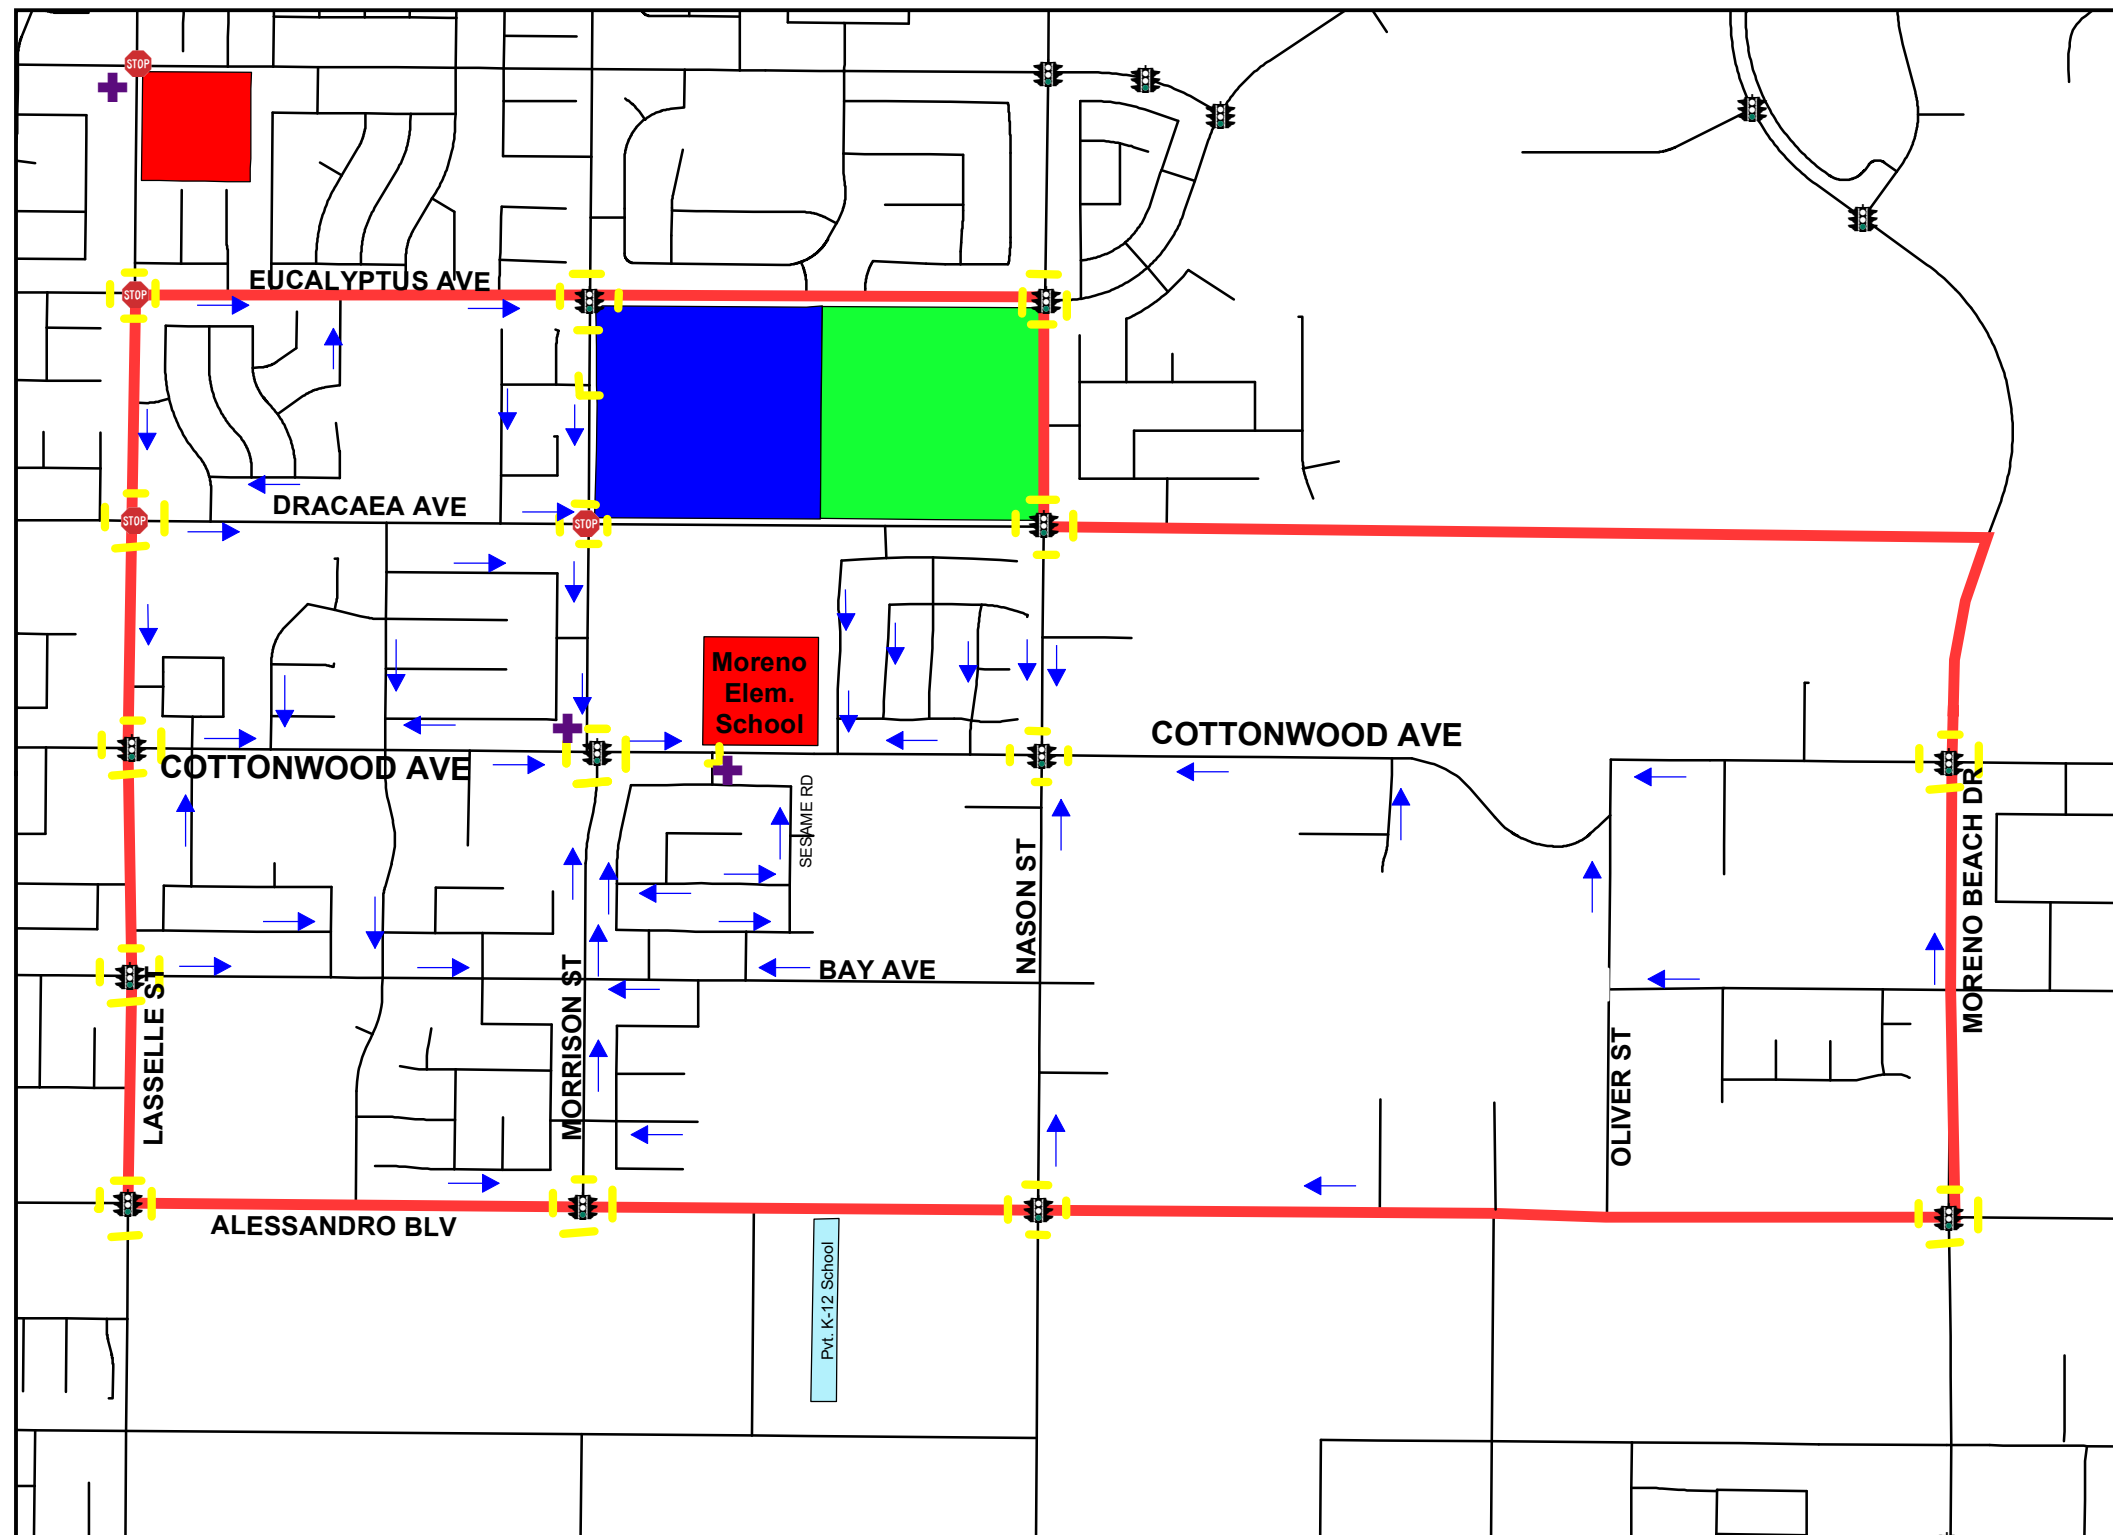 STOP
STOP
EUCALYPTUS AVE
DRACAEA AVE
STOP
STOP
Moreno
Elem.
School
COTTONWOOD AVE
COTTONWOOD AVE
SESAME RD
MORENO BEACH DR
NASON ST
BAY AVE
LASSELLE ST
MORRISON ST
OLIVER ST
ALESSANDRO BLV
Pvt. K-12 School